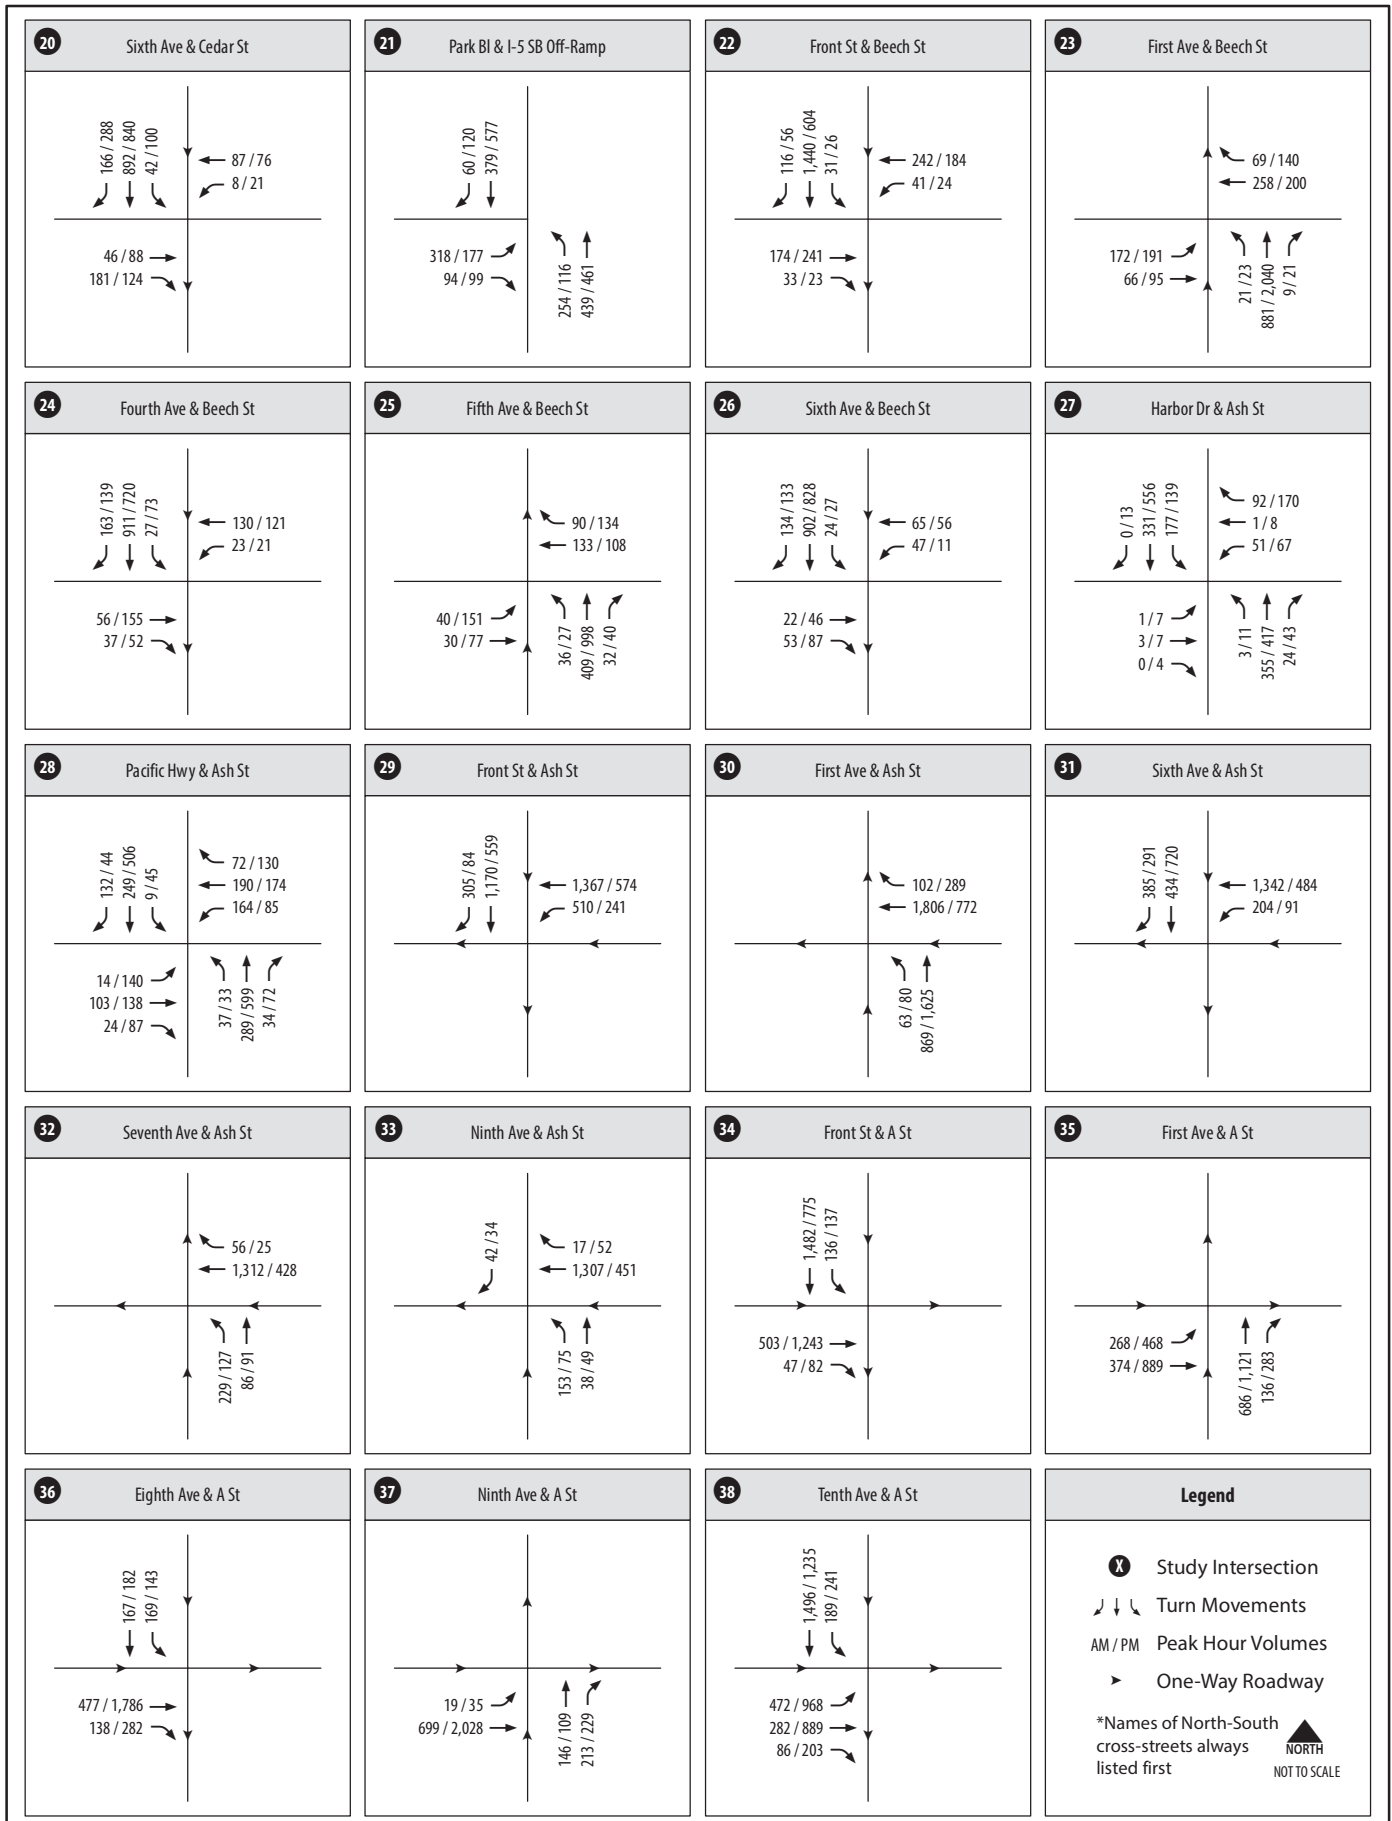 20
Sixth Ave & Cedar St
166 / 288
892 / 840
42 / 100
87 / 76
8 / 21
46 / 88
181 / 124
21
Park Bl & I-5 SB Off-Ramp
60 / 120
379 / 577
318 / 177
94 / 99
254 / 116
439 / 461
22
Front St & Beech St
116 / 56
1,440 / 604
31 / 26
242 / 184
41 / 24
174 / 241
33 / 23
23
First Ave & Beech St
69 / 140
258 / 200
172 / 191
66 / 95
21 / 23
881 / 2,040
9 / 21
24
Fourth Ave & Beech St
163 / 139
911 / 720
27 / 73
130 / 121
23 / 21
56 / 155
37 / 52
25
Fifth Ave & Beech St
90 / 134
133 / 108
40 / 151
30 / 77
36 / 27
409 / 998
32 / 40
26
Sixth Ave & Beech St
134 / 133
902 / 828
24 / 27
65 / 56
47 / 11
22 / 46
53 / 87
27
Harbor Dr & Ash St
0 / 13
331 / 556
177 / 139
92 / 170
1 / 8
51 / 67
1 / 7
3 / 7
0 / 4
3 / 11
355 / 417
24 / 43
28
Pacific Hwy & Ash St
132 / 44
249 / 506
9 / 45
72 / 130
190 / 174
164 / 85
14 / 140
103 / 138
24 / 87
37 / 33
289 / 599
34 / 72
29
Front St & Ash St
305 / 84
1,170 / 559
1,367 / 574
510 / 241
30
First Ave & Ash St
102 / 289
1,806 / 772
63 / 80
869 / 1,625
31
Sixth Ave & Ash St
385 / 291
434 / 720
1,342 / 484
204 / 91
32
Seventh Ave & Ash St
56 / 25
1,312 / 428
229 / 127
86 / 91
33
Ninth Ave & Ash St
42 / 34
17 / 52
1,307 / 451
153 / 75
38 / 49
34
Front St & A St
1,482 / 775
136 / 137
503 / 1,243
47 / 82
35
First Ave & A St
268 / 468
374 / 889
686 / 1,121
136 / 283
36
Eighth Ave & A St
167 / 182
169 / 143
477 / 1,786
138 / 282
37
Ninth Ave & A St
19 / 35
699 / 2,028
146 / 109
213 / 229
38
Tenth Ave & A St
1,496 / 1,235
189 / 241
472 / 968
282 / 889
86 / 203
Legend
X Study Intersection
Turn Movements
AM / PM Peak Hour Volumes
One-Way Roadway
*Names of North-South
cross-streets always
listed first
NORTH
NOT TO SCALE